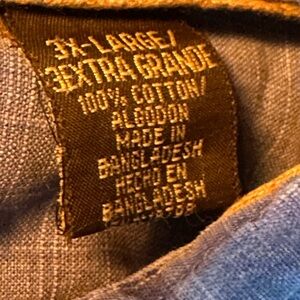 3X-LARGE/
3EXTRA GRANDE
100% COTTON/
ALGODON
MADE IN
BANGLADESH
HECHO EN
BANGLADESH